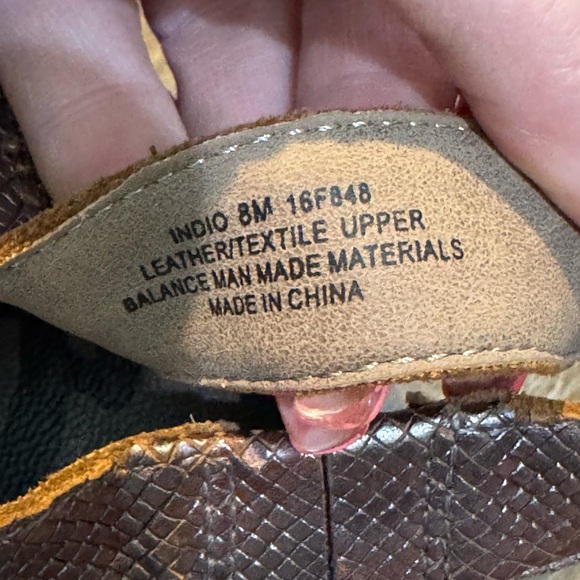 INDIO 8M 16F848
LEATHER/TEXTILE UPPER
BALANCE MAN MADE MATERIALS
MADE IN CHINA